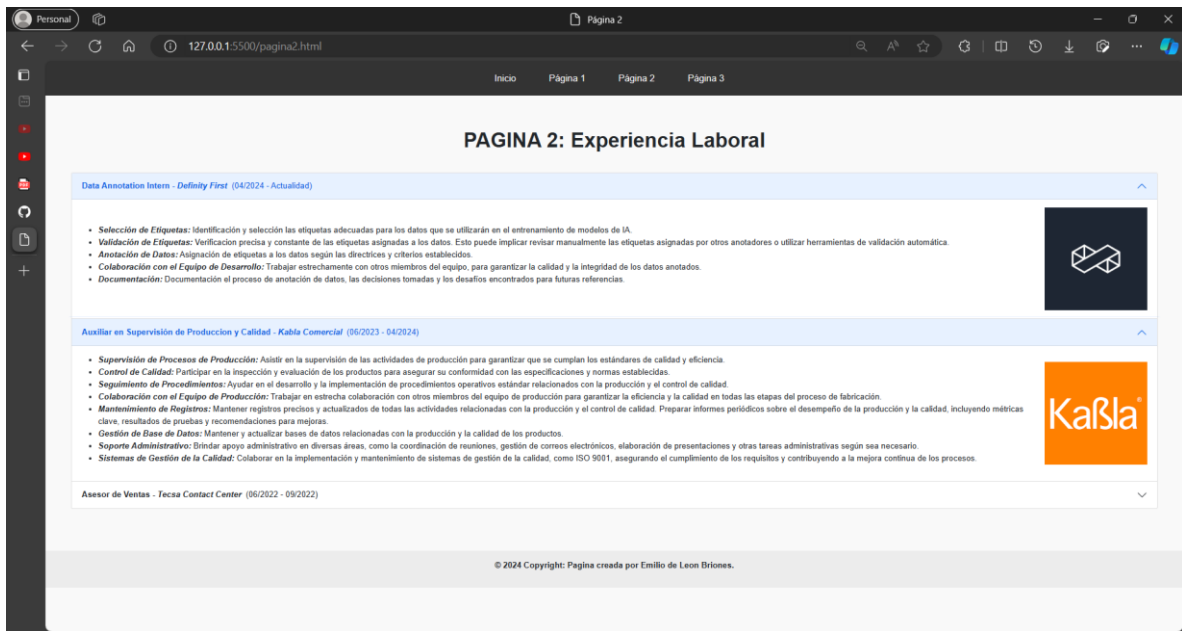 Personal
Página 2
127.0.0.1:5500/pagina2.html
Inicio Página 1 Página 2 Página 3
PAGINA 2: Experiencia Laboral
Data Annotation Intern - Definity First (04/2024 - Actualidad)
• Selección de Etiquetas: Identificación y selección las etiquetas adecuadas para los datos que se utilizarán en el entrenamiento de modelos de IA.
• Validación de Etiquetas: Verificacion precisa y constante de las etiquetas asignadas a los datos. Esto puede implicar revisar manualmente las etiquetas asignadas por otros anotadores o utilizar herramientas de validación automática.
• Anotación de Datos: Asignación de etiquetas a los datos según las directrices y criterios establecidos.
• Colaboración con el Equipo de Desarrollo: Trabajar estrechamente con otros miembros del equipo, para garantizar la calidad y la integridad de los datos anotados.
• Documentación: Documentación el proceso de anotación de datos, las decisiones tomadas y los desafíos encontrados para futuras referencias.
Auxiliar en Supervisión de Produccion y Calidad - Kabla Comercial (06/2023 - 04/2024)
• Supervisión de Procesos de Producción: Asistir en la supervisión de las actividades de producción para garantizar que se cumplan los estándares de calidad y eficiencia.
• Control de Calidad: Participar en la inspección y evaluación de los productos para asegurar su conformidad con las especificaciones y normas establecidas.
• Seguimiento de Procedimientos: Ayudar en el desarrollo y la implementación de procedimientos operativos estándar relacionados con la producción y el control de calidad.
• Colaboración con el Equipo de Producción: Trabajar en estrecha colaboración con otros miembros del equipo de producción para garantizar la eficiencia y la calidad en todas las etapas del proceso de fabricación.
• Mantenimiento de Registros: Mantener registros precisos y actualizados de todas las actividades relacionadas con la producción y el control de calidad. Preparar informes periódicos sobre el desempeño de la producción y la calidad, incluyendo métricas
clave, resultados de pruebas y recomendaciones para mejoras.
• Gestión de Base de Datos: Mantener y actualizar bases de datos relacionadas con la producción y la calidad de los productos.
• Soporte Administrativo: Brindar apoyo administrativo en diversas áreas, como la coordinación de reuniones, gestión de correos electrónicos, elaboración de presentaciones y otras tareas administrativas según sea necesario.
• Sistemas de Gestión de la Calidad: Colaborar en la implementación y mantenimiento de sistemas de gestión de la calidad, como ISO 9001, asegurando el cumplimiento de los requisitos y contribuyendo a la mejora continua de los procesos.
Kaßla®
Asesor de Ventas - Tecsa Contact Center (06/2022 - 09/2022)
© 2024 Copyright: Pagina creada por Emilio de Leon Briones.